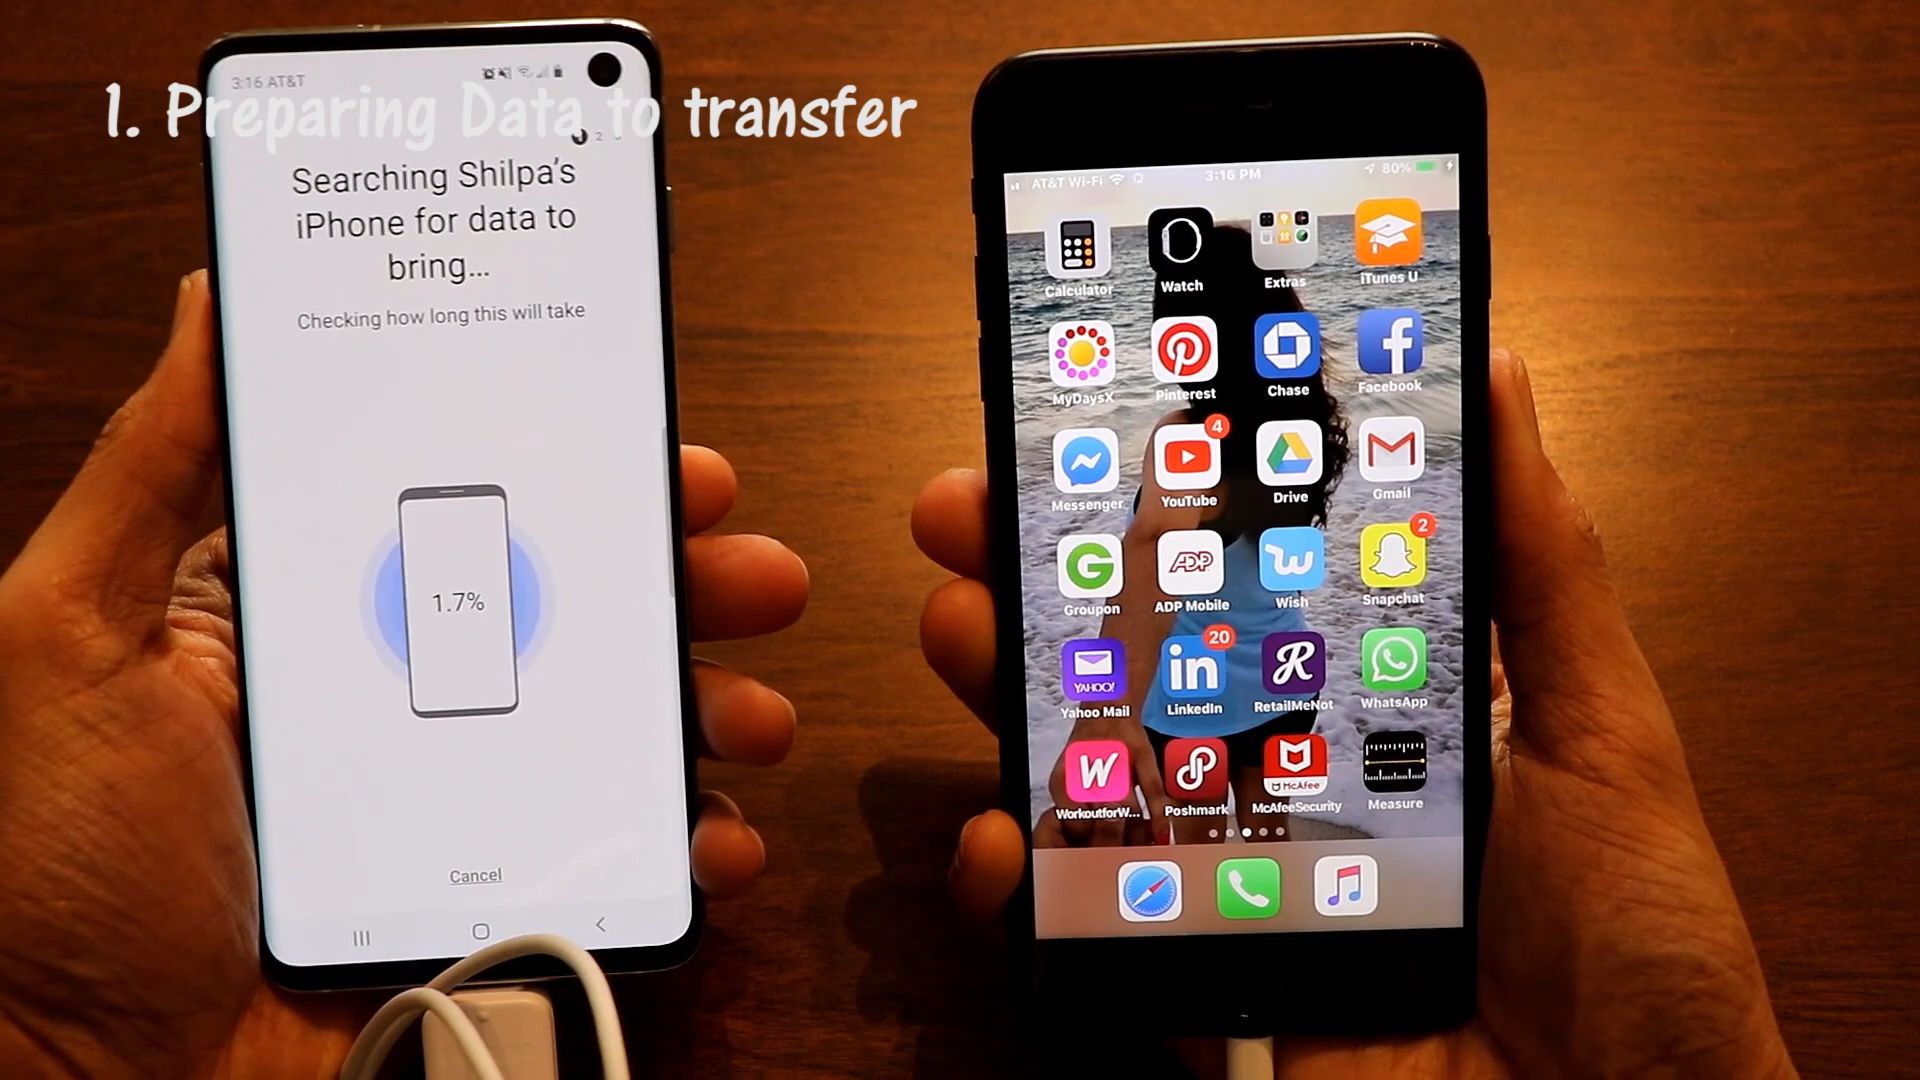 1. Preparing Data to transfer
3:16 AT&T
2
Searching Shilpa's
iPhone for data to
bring...
Checking how long this will take
1.7%
Cancel
AT&T Wi-Fi
3:16 PM
80%
Calculator
Watch
Extras
iTunes U
MyDaysX
Pinterest
Chase
Facebook
4
Messenger
YouTube
Drive
Gmail
ADP
2
Groupon
ADP Mobile
Wish
Snapchat
YAHOO!
in
20
R
Yahoo Mail
LinkedIn
RetailMeNot
WhatsApp
W
McAfee
WorkoutforW...
Poshmark
McAfeeSecurity
Measure